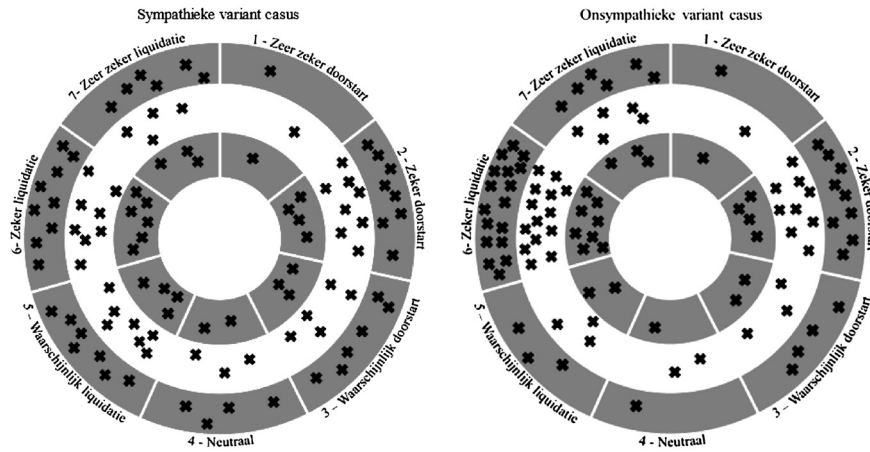 Sympathieke variant casus
1 - Zeer zeker doorstart
2 - Zeker doorstart
3 – Waarschijnlijk doorstart
4 - Neutraal
5 – Waarschijnlijk liquidatie
6- Zeker liquidatie
7- Zeer zeker liquidatie
Onsympathieke variant casus
1 - Zeer zeker doorstart
2 - Zeker doorstart
3 – Waarschijnlijk doorstart
4 - Neutraal
5 – Waarschijnlijk liquidatie
6- Zeker liquidatie
7- Zeer zeker liquidatie